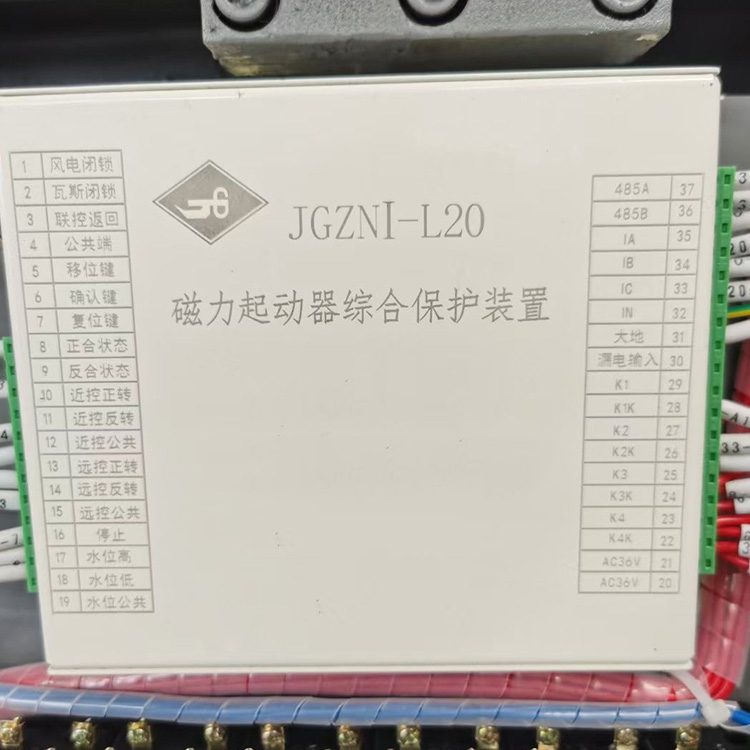 JGZNI-L20
磁力起动器综合保护装置
1 风电闭锁
2 瓦斯闭锁
3 联控返回
4 公共端
5 移位键
6 确认键
7 复位键
8 正合状态
9 反合状态
10 近控正转
11 近控反转
12 近控公共
13 远控正转
14 远控反转
15 远控公共
16 停止
17 水位高
18 水位低
19 水位公共
485A 37
485B 36
IA 35
IB 34
IC 33
IN 32
大地 31
漏电输入 30
K1 29
K1K 28
K2 27
K2K 26
K3 25
K3K 24
K4 23
K4K 22
AC36V 21
AC36V 20